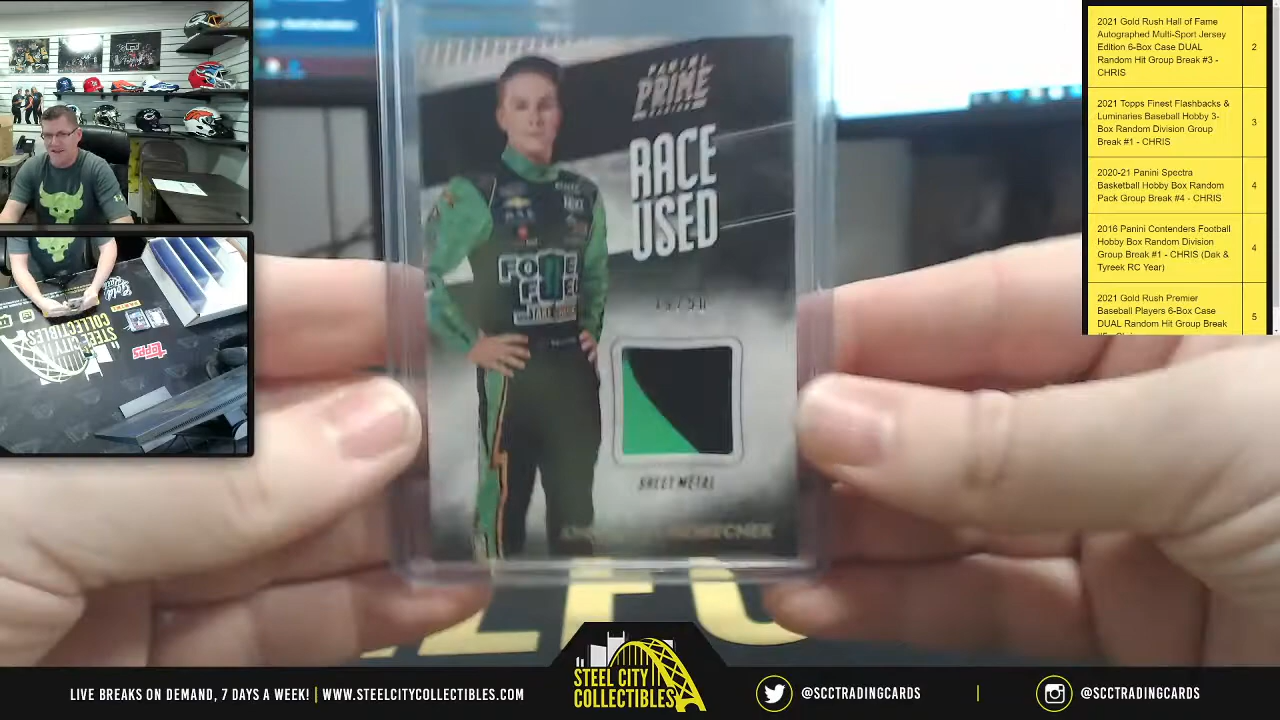 PANINI
PRIME
RACE
USED
SHEET METAL
2021 Gold Rush Hall of Fame
Autographed Multi-Sport Jersey
Edition 6-Box Case DUAL
Random Hit Group Break #3 -
CHRIS
2
2021 Topps Finest Flashbacks &
Luminaries Baseball Hobby 3-
Box Random Division Group
Break #1 - CHRIS
3
2020-21 Panini Spectra
Basketball Hobby Box Random
Pack Group Break #4 - CHRIS
4
2016 Panini Contenders Football
Hobby Box Random Division
Group Break #1 - CHRIS (Dak &
Tyreek RC Year)
4
2021 Gold Rush Premier
Baseball Players 6-Box Case
DUAL Random Hit Group Break
5
STEEL CITY
COLLECTIBLES
topps
LIVE BREAKS ON DEMAND, 7 DAYS A WEEK! | WWW.STEELCITYCOLLECTIBLES.COM
STEEL CITY
COLLECTIBLES
@SCCTRADINGCARDS
@SCCTRADINGCARDS